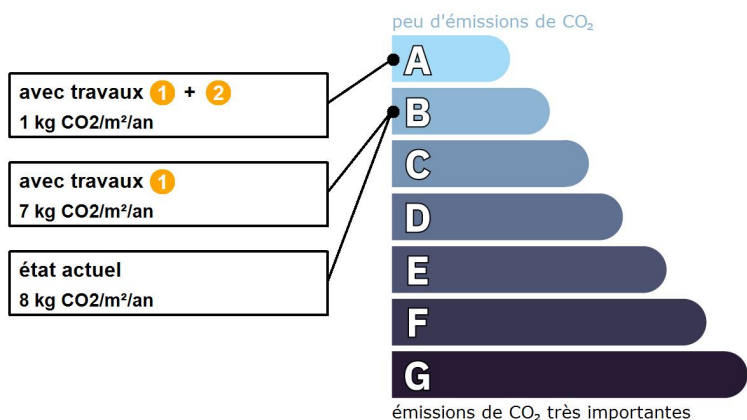 peu d'émissions de CO₂
A
avec travaux 1 + 2
1 kg CO2/m²/an
B
avec travaux 1
7 kg CO2/m²/an
C
D
état actuel
8 kg CO2/m²/an
E
F
G
émissions de CO₂ très importantes